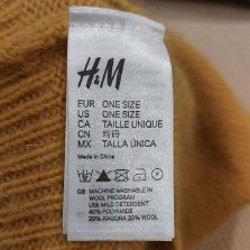 H&M
EUR ONE SIZE
US ONE SIZE
CA TAILLE UNIQUE
CN 均码
MX TALLA ÚNICA
Made in China
GB MACHINE WASHABLE IN
WOOL PROGRAM
USE MILD DETERGENT
40% POLYAMIDE
20% ANGORA 20% WOOL